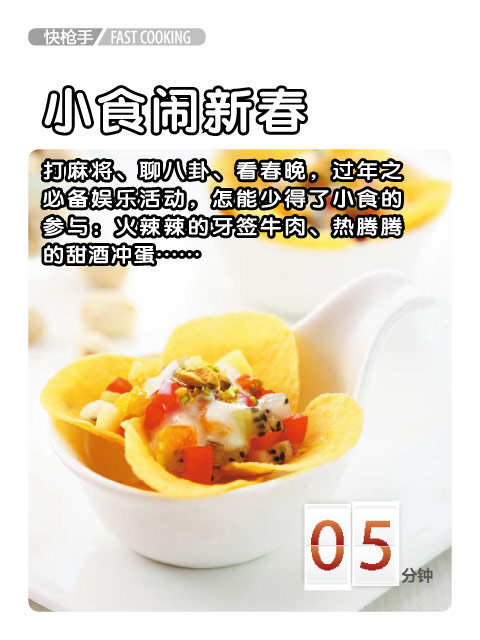 快枪手/FAST COOKING
小食闹新春
打麻将、聊八卦、看春晚，过年之
必备娱乐活动，怎能少得了小食的
参与：火辣辣的牙签牛肉、热腾腾
的甜酒冲蛋……
05
分钟